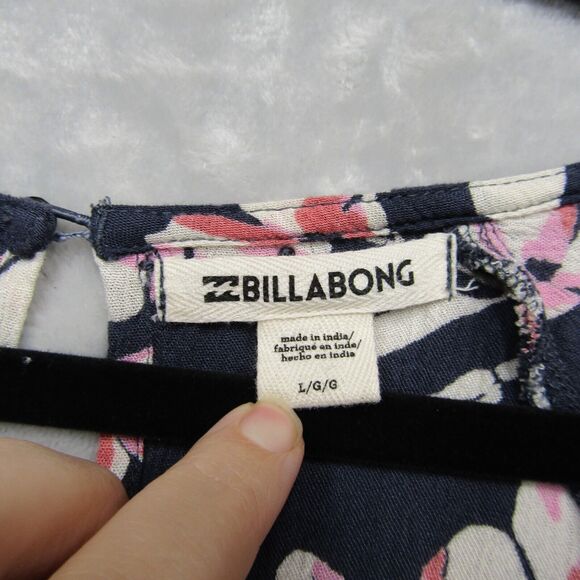 BILLABONG
made in india/
fabriqué en inde/
hecho en india
L/G/G